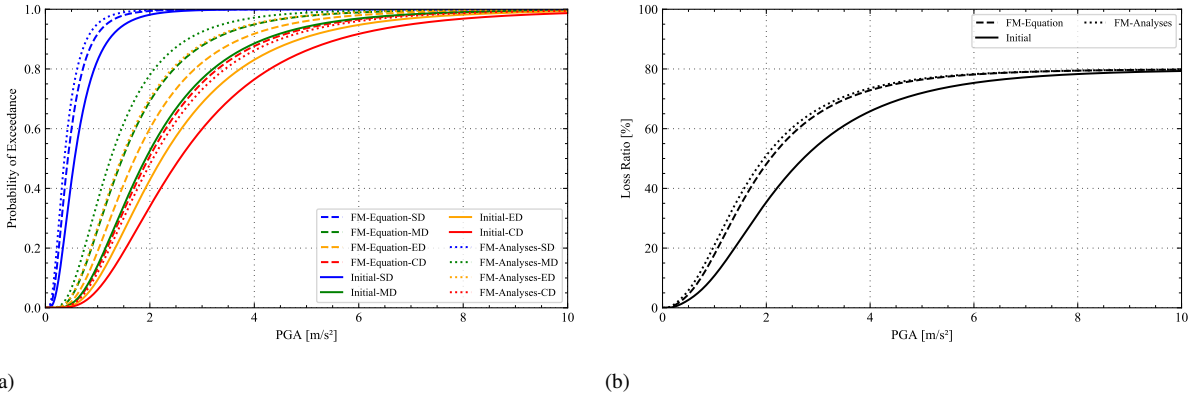 1.0
0.8
0.6
0.4
0.2
0.0
Probability of Exceedance
FM-Equation-SD
FM-Equation-MD
FM-Equation-ED
FM-Equation-CD
Initial-SD
Initial-MD
Initial-ED
Initial-CD
FM-Analyses-SD
FM-Analyses-MD
FM-Analyses-ED
FM-Analyses-CD
0 2 4 6 8 10
PGA [m/s²]
a)
100
80
60
40
20
0
Loss Ratio [%]
FM-Equation
Initial
FM-Analyses
0 2 4 6 8 10
PGA [m/s²]
(b)